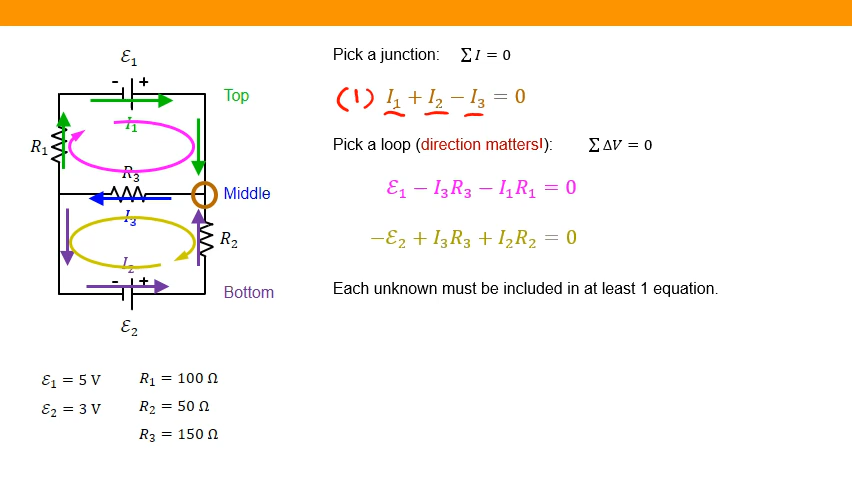 Pick a junction: ∑ I = 0
(1) I₁ + I₂ − I₃ = 0
Pick a loop (direction matters!): ∑ ΔV = 0
ℰ₁ − I₃R₃ − I₁R₁ = 0
−ℰ₂ + I₃R₃ + I₂R₂ = 0
Each unknown must be included in at least 1 equation.
ℰ₁
- +
Top
I₁
R₁
R₃
Middle
I₃
R₂
I₂
- +
Bottom
ℰ₂
ℰ₁ = 5 V
ℰ₂ = 3 V
R₁ = 100 Ω
R₂ = 50 Ω
R₃ = 150 Ω